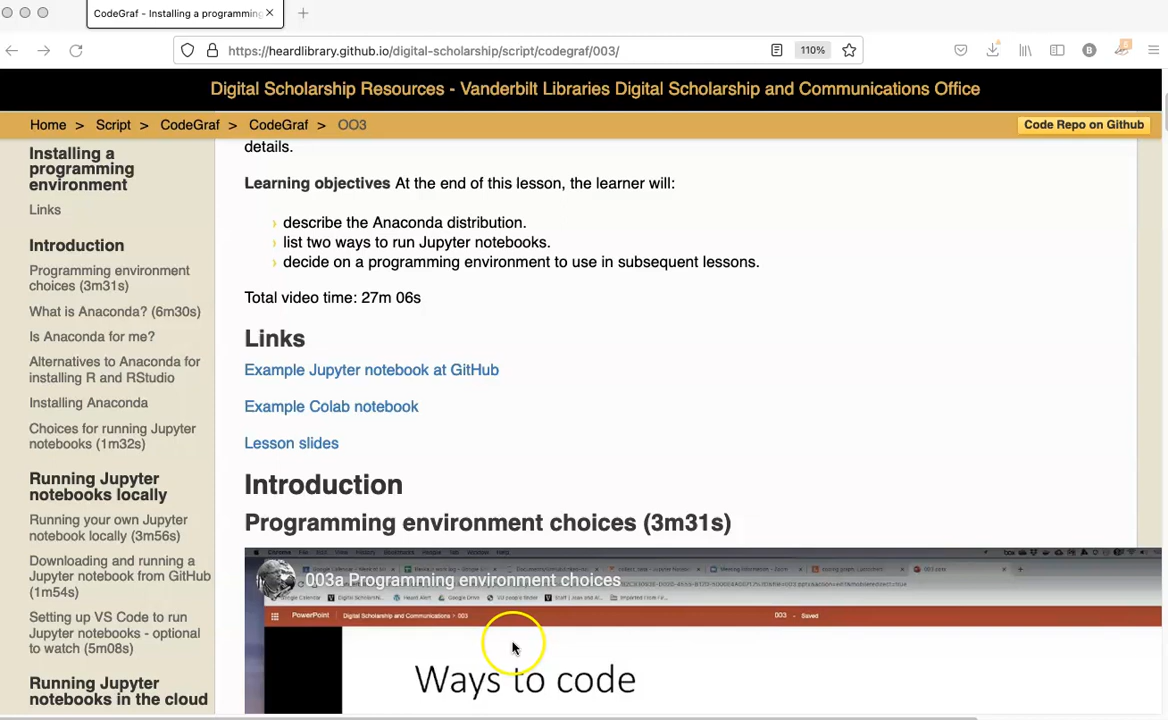 CodeGraf - Installing a programming
https://heardlibrary.github.io/digital-scholarship/script/codegraf/003/
110%
Digital Scholarship Resources - Vanderbilt Libraries Digital Scholarship and Communications Office
Home > Script > CodeGraf > CodeGraf > OO3
Code Repo on Github
Installing a
programming
environment
Links
Introduction
Programming environment
choices (3m31s)
What is Anaconda? (6m30s)
Is Anaconda for me?
Alternatives to Anaconda for
installing R and RStudio
Installing Anaconda
Choices for running Jupyter
notebooks (1m32s)
Running Jupyter
notebooks locally
Running your own Jupyter
notebook locally (3m56s)
Downloading and running a
Jupyter notebook from GitHub
(1m54s)
Setting up VS Code to run
Jupyter notebooks - optional
to watch (5m08s)
Running Jupyter
notebooks in the cloud
details.
Learning objectives At the end of this lesson, the learner will:
describe the Anaconda distribution.
list two ways to run Jupyter notebooks.
decide on a programming environment to use in subsequent lessons.
Total video time: 27m 06s
Links
Example Jupyter notebook at GitHub
Example Colab notebook
Lesson slides
Introduction
Programming environment choices (3m31s)
003a Programming environment choices
PowerPoint
Digital Scholarship and Communications > 003
003 - Saved
Ways to code